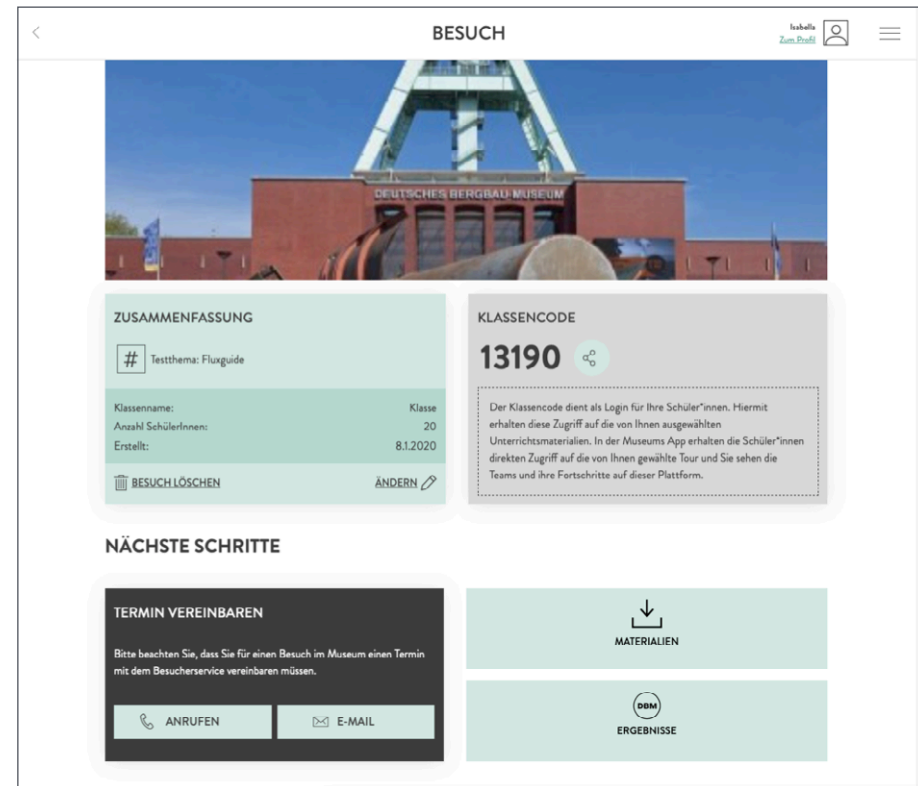 BESUCH
Isabella
Zum Profil
DEUTSCHES BERGBAU-MUSEUM
ZUSAMMENFASSUNG
# Testthema: Fluxguide
Klassenname: Klasse
Anzahl SchülerInnen: 20
Erstellt: 8.1.2020
BESUCH LÖSCHEN ÄNDERN
KLASSENCODE
13190
Der Klassencode dient als Login für Ihre Schüler*innen. Hiermit
erhalten diese Zugriff auf die von Ihnen ausgewählten
Unterrichtsmaterialien. In der Museums App erhalten die Schüler*innen
direkten Zugriff auf die von Ihnen gewählte Tour und Sie sehen die
Teams und ihre Fortschritte auf dieser Plattform.
NÄCHSTE SCHRITTE
TERMIN VEREINBAREN
Bitte beachten Sie, dass Sie für einen Besuch im Museum einen Termin
mit dem Besucherservice vereinbaren müssen.
ANRUFEN E-MAIL
MATERIALIEN
DBM
ERGEBNISSE